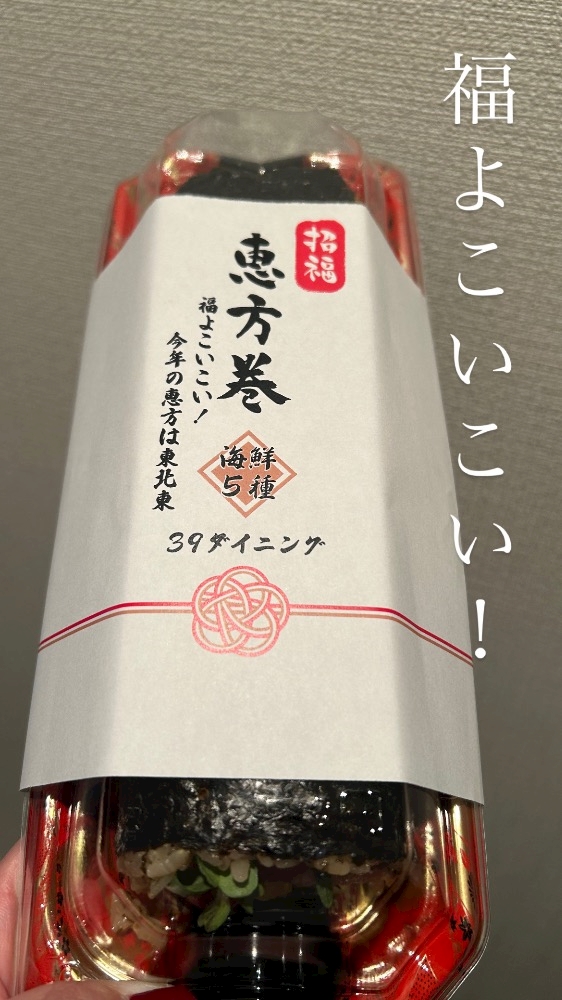 福よこいこい！
招福
恵方巻
福よこいこい！
今年の恵方は東北東
海鮮
5種
39ダイニング